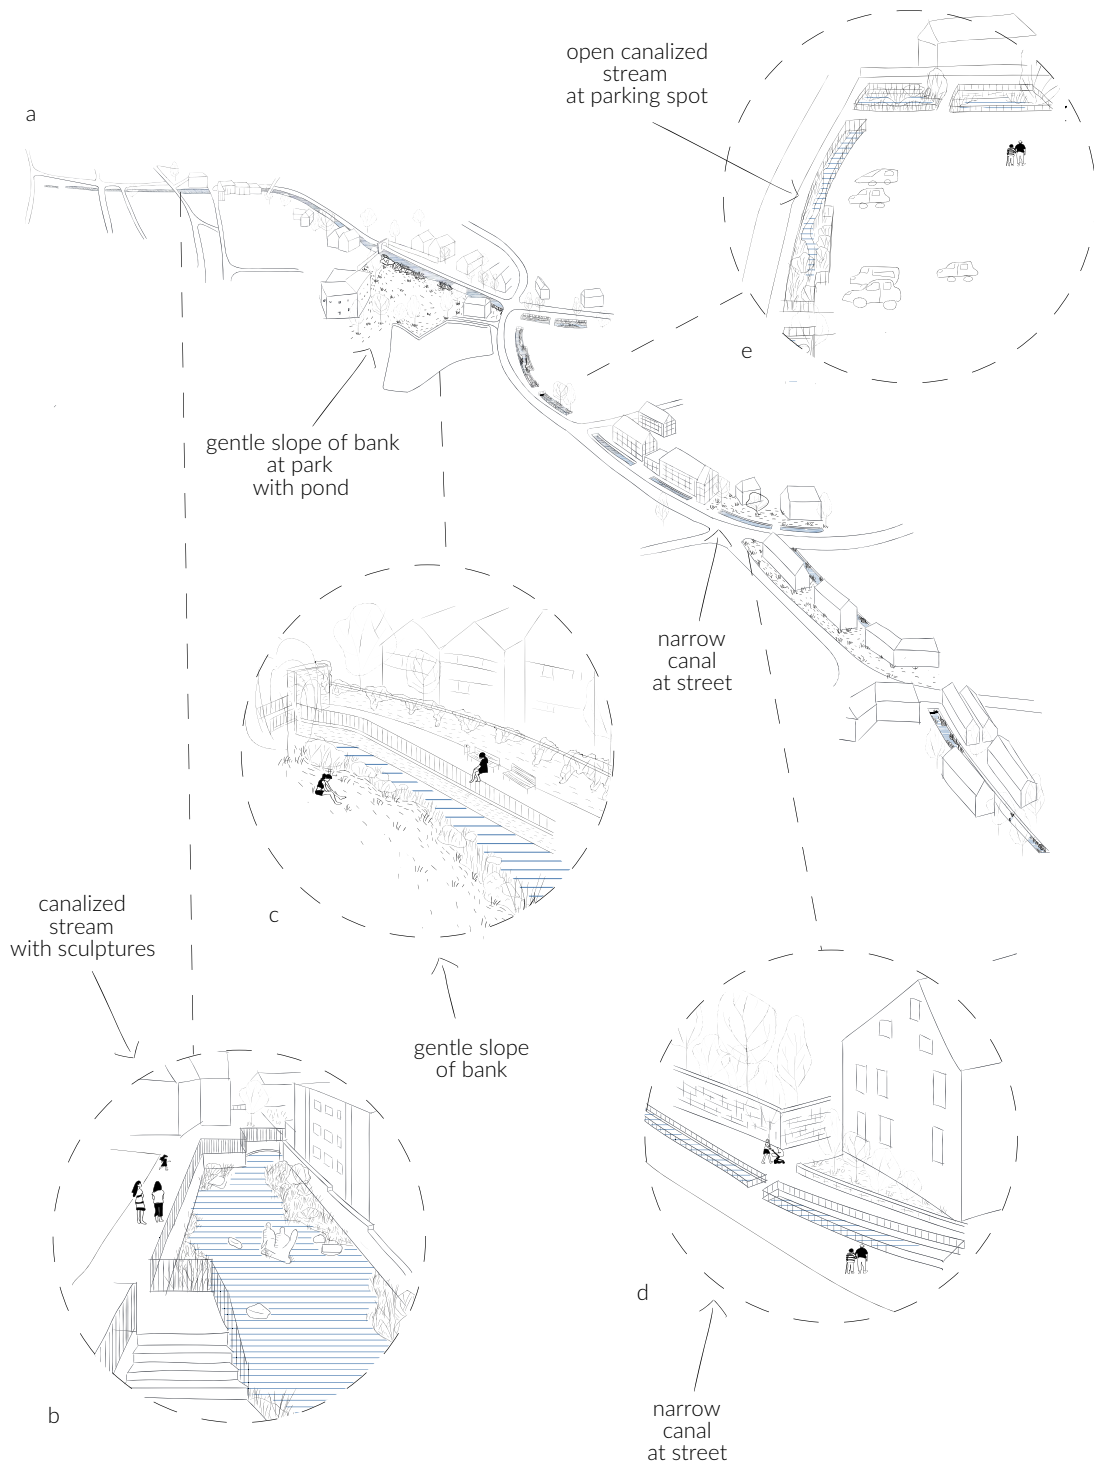 open canalized
stream
at parking spot
a
e
gentle slope of bank
at park
with pond
narrow
canal
at street
canalized
stream
with sculptures
c
gentle slope
of bank
d
b
narrow
canal
at street